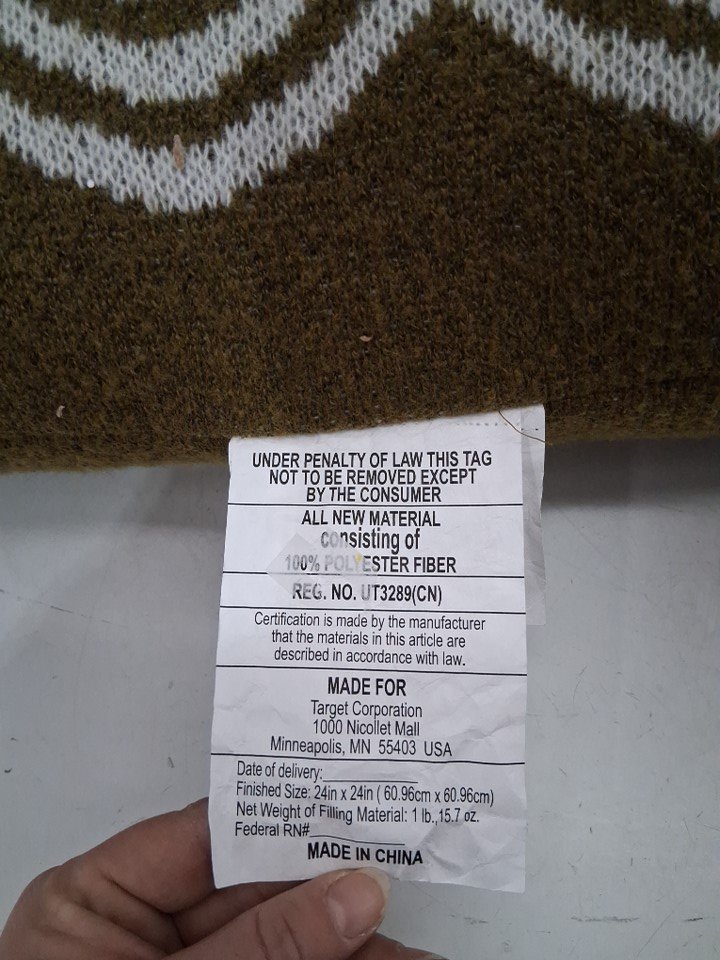 UNDER PENALTY OF LAW THIS TAG
NOT TO BE REMOVED EXCEPT
BY THE CONSUMER
ALL NEW MATERIAL
consisting of
100% POLYESTER FIBER
REG. NO. UT3289(CN)
Certification is made by the manufacturer
that the materials in this article are
described in accordance with law.
MADE FOR
Target Corporation
1000 Nicollet Mall
Minneapolis, MN 55403 USA
Date of delivery:____________
Finished Size: 24in x 24in ( 60.96cm x 60.96cm)
Net Weight of Filling Material: 1 lb.,15.7 oz.
Federal RN#____________
MADE IN CHINA